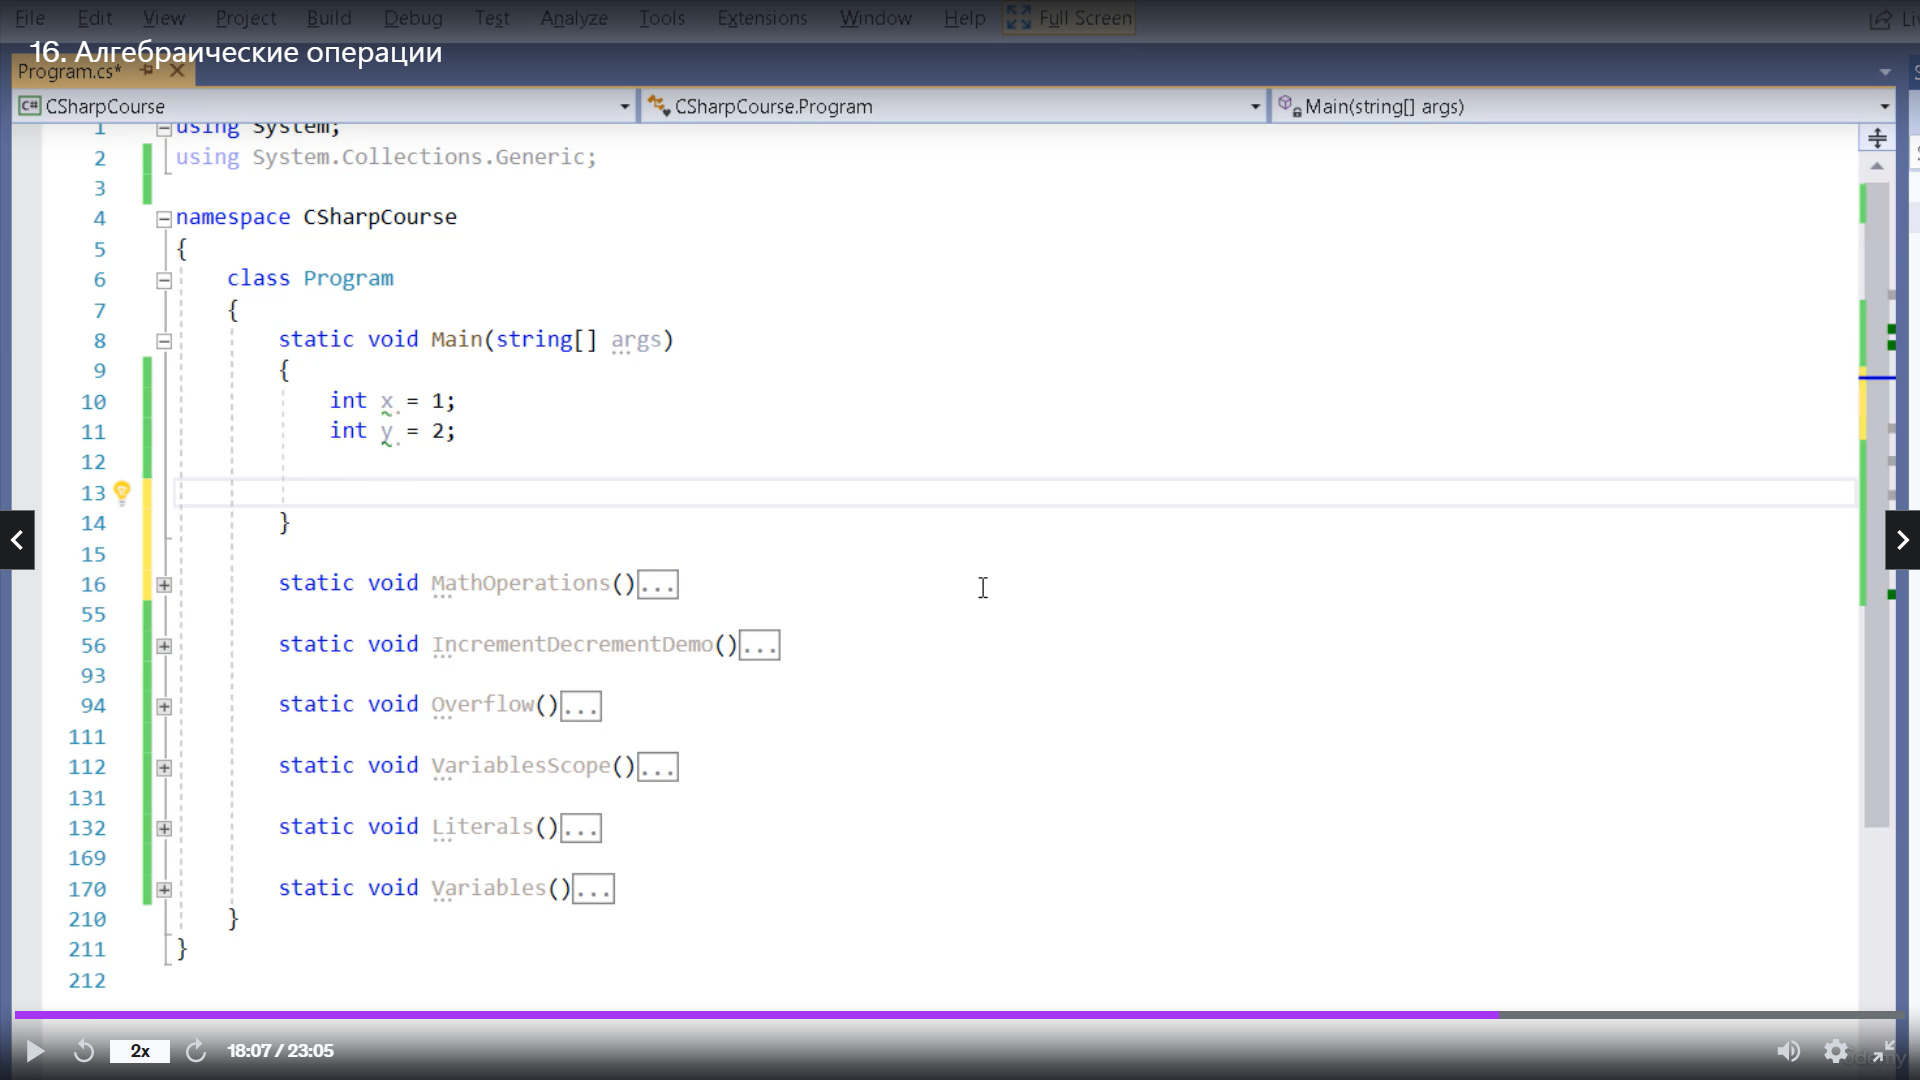 File Edit View Project Build Debug Test Analyze Tools Extensions Window Help Full Screen
16. Алгебраические операции
Program.cs*
CSharpCourse CSharpCourse.Program Main(string[] args)
1 using System;
2 using System.Collections.Generic;
3
4 namespace CSharpCourse
5 {
6 class Program
7 {
8 static void Main(string[] args)
9 {
10 int x = 1;
11 int y = 2;
12
13
14 }
15
16 static void MathOperations()...
55
56 static void IncrementDecrementDemo()...
93
94 static void Overflow()...
111
112 static void VariablesScope()...
131
132 static void Literals()...
169
170 static void Variables()...
210 }
211 }
212
2x 18:07 / 23:05